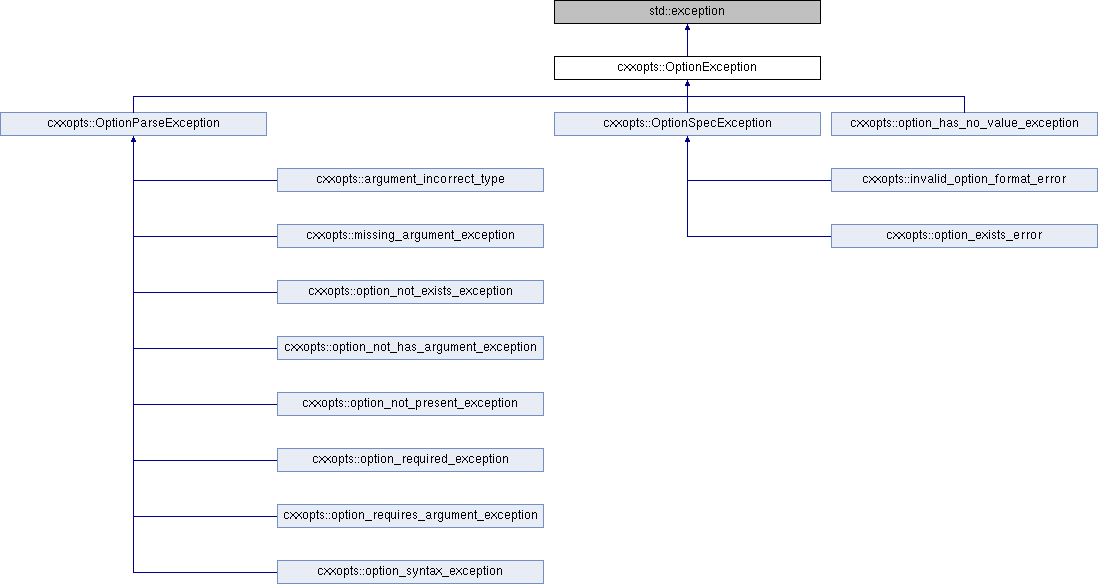 std::exception
cxxopts::OptionException
cxxopts::OptionParseException
cxxopts::OptionSpecException
cxxopts::option_has_no_value_exception
cxxopts::argument_incorrect_type
cxxopts::invalid_option_format_error
cxxopts::missing_argument_exception
cxxopts::option_exists_error
cxxopts::option_not_exists_exception
cxxopts::option_not_has_argument_exception
cxxopts::option_not_present_exception
cxxopts::option_required_exception
cxxopts::option_requires_argument_exception
cxxopts::option_syntax_exception